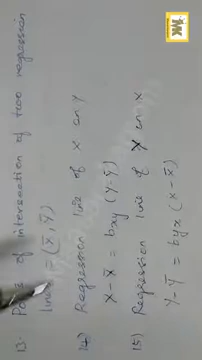 13. Point of intersection of two regression
lines = (x̄, ȳ)
14) Regression line of x on y
x - x̄ = bxy (y - ȳ)
15) Regression line of y on x
y - ȳ = byx (x - x̄)
MK